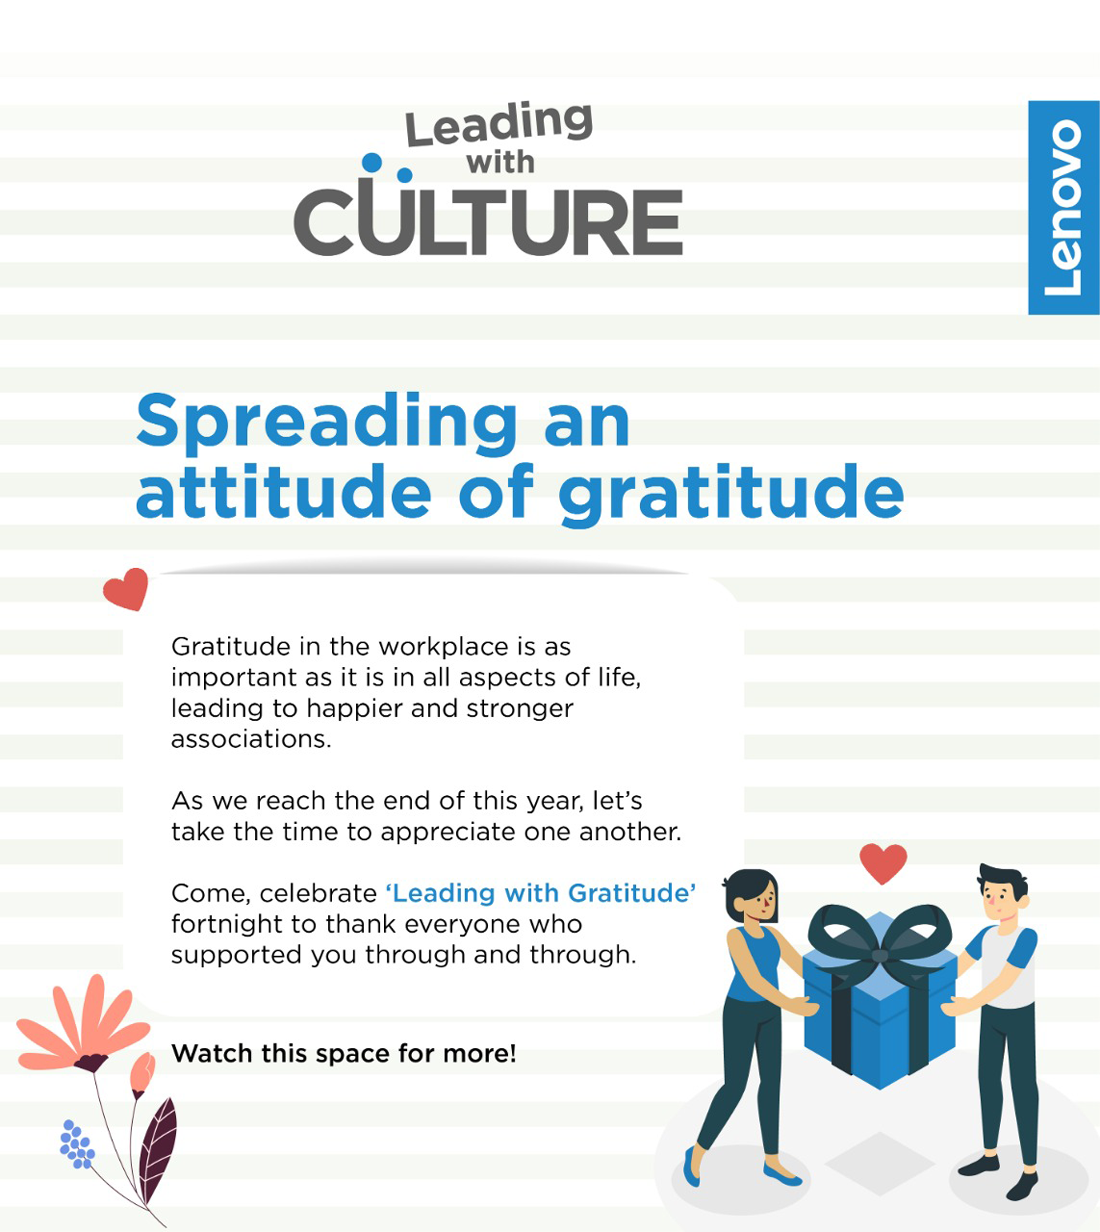 Leading
with
CULTURE
Lenovo
Spreading an
attitude of gratitude
Gratitude in the workplace is as
important as it is in all aspects of life,
leading to happier and stronger
associations.
As we reach the end of this year, let’s
take the time to appreciate one another.
Come, celebrate ‘Leading with Gratitude’
fortnight to thank everyone who
supported you through and through.
Watch this space for more!